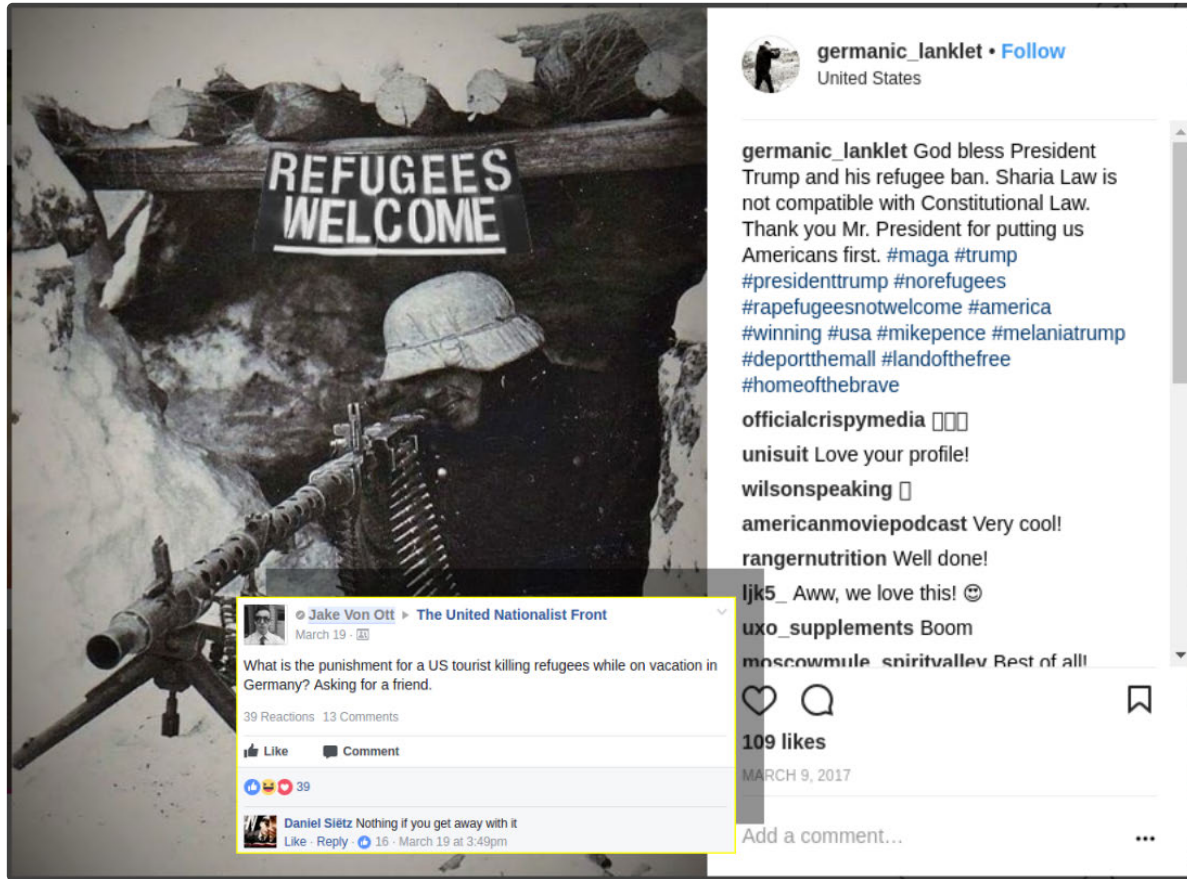 REFUGEES
WELCOME
germanic_lanklet • Follow
United States
germanic_lanklet God bless President
Trump and his refugee ban. Sharia Law is
not compatible with Constitutional Law.
Thank you Mr. President for putting us
Americans first. #maga #trump
#presidenttrump #norefugees
#rapefugeesnotwelcome #america
#winning #usa #mikepence #melaniatrump
#deportthemall #landofthefree
#homeofthebrave
officialcrispymedia
unisuit Love your profile!
wilsonspeaking
americanmoviepodcast Very cool!
rangernutrition Well done!
ljk5_ Aww, we love this! 😍
uxo_supplements Boom
moscowmule_spiritvalley Best of all!
109 likes
MARCH 9, 2017
Add a comment…
Jake Von Ott ▸ The United Nationalist Front
March 19 ·
What is the punishment for a US tourist killing refugees while on vacation in
Germany? Asking for a friend.
39 Reactions 13 Comments
Like Comment
39
Daniel Siëtz Nothing if you get away with it
Like · Reply · 16 · March 19 at 3:49pm